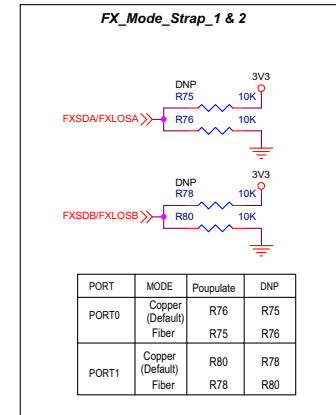 FX_Mode_Strap_1 & 2
3V3
DNP
R75 10K
FXSDA/FXLOSA R76 10K
3V3
DNP
R78 10K
FXSDB/FXLOSB R80 10K
PORT MODE Poupulate DNP
PORT0 Copper (Default) R76 R75
Fiber R75 R76
PORT1 Copper (Default) R80 R78
Fiber R78 R80